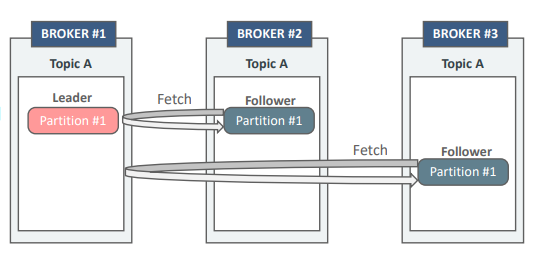 BROKER #1
BROKER #2
BROKER #3
Topic A
Topic A
Topic A
Leader
Fetch
Follower
Partition #1
Partition #1
Fetch
Follower
Partition #1